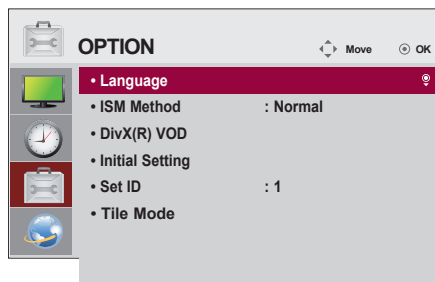 OPTION Move OK
• Language
• ISM Method : Normal
• DivX(R) VOD
• Initial Setting
• Set ID : 1
• Tile Mode